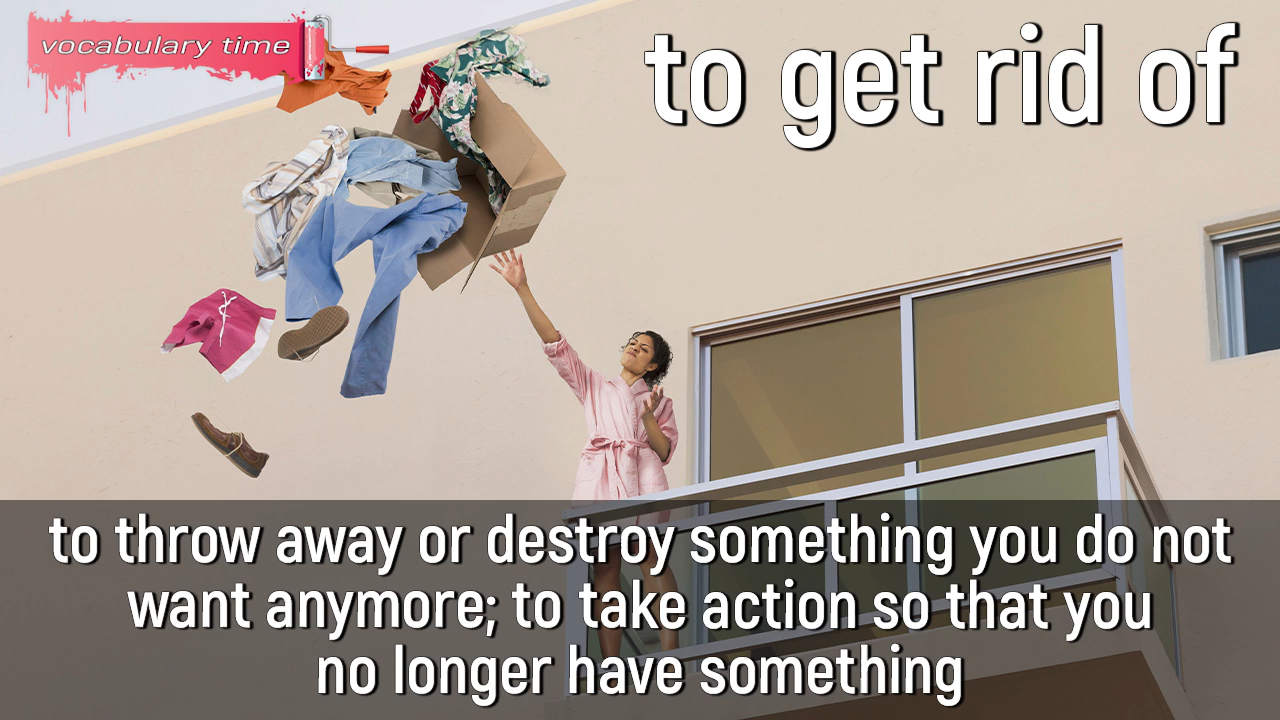 vocabulary time
to get rid of
to throw away or destroy something you do not
want anymore; to take action so that you
no longer have something